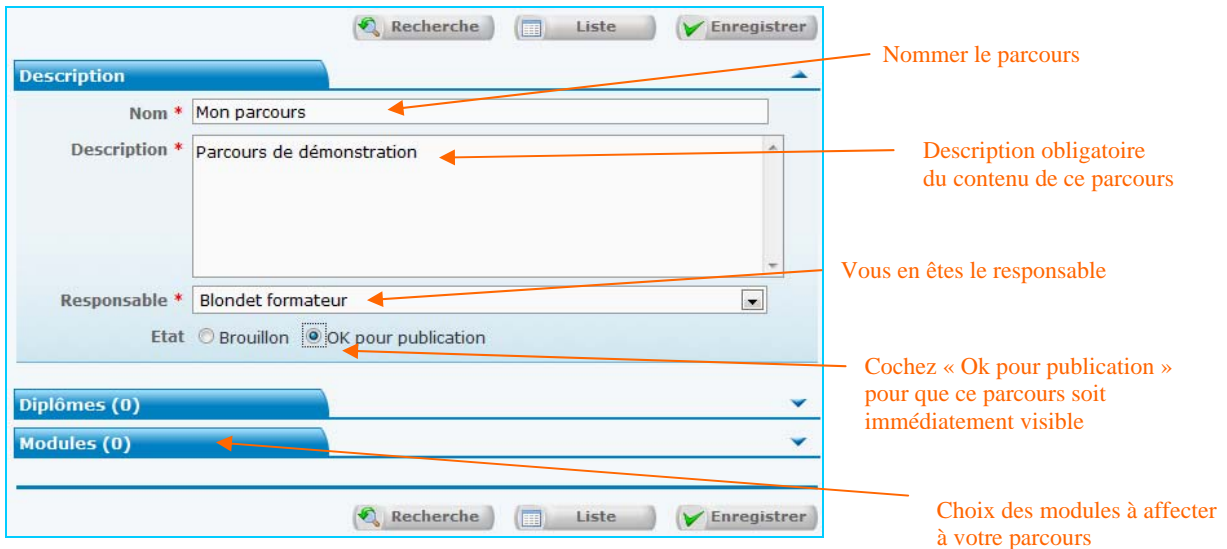 Recherche Liste Enregistrer
Nommer le parcours
Description
Nom * Mon parcours
Description * Parcours de démonstration
Description obligatoire
du contenu de ce parcours
Vous en êtes le responsable
Responsable * Blondet formateur
Etat Brouillon OK pour publication
Cochez « Ok pour publication »
pour que ce parcours soit
immédiatement visible
Diplômes (0)
Modules (0)
Recherche Liste Enregistrer
Choix des modules à affecter
à votre parcours